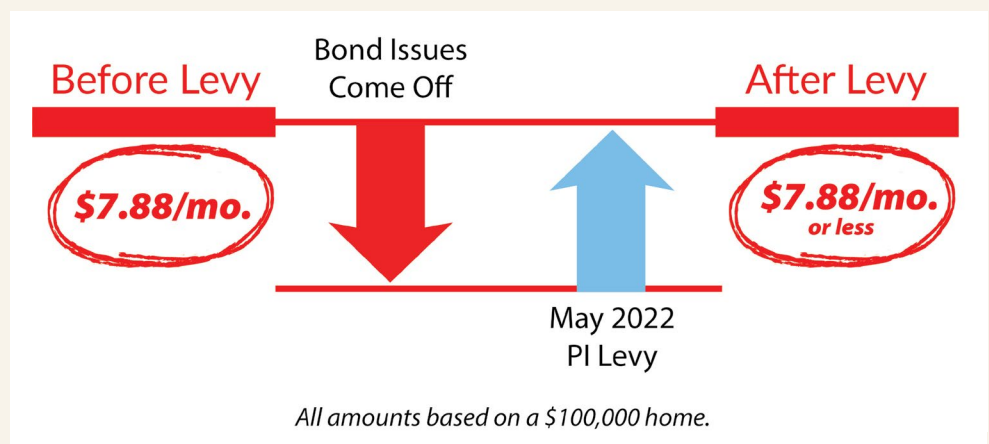 Before Levy
Bond Issues
Come Off
After Levy
$7.88/mo.
$7.88/mo.
or less
May 2022
PI Levy
All amounts based on a $100,000 home.